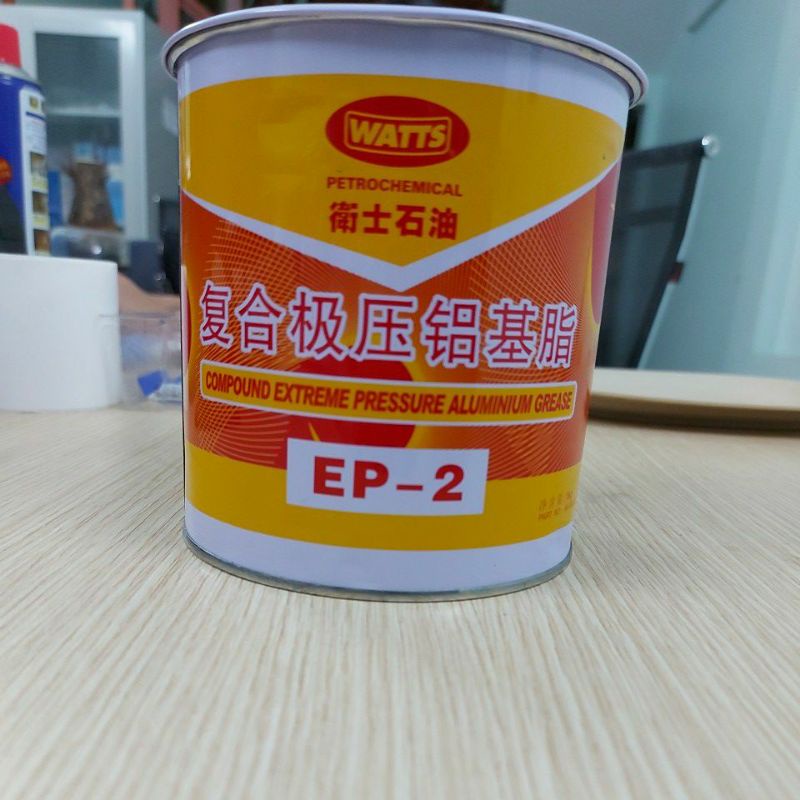 WATTS
PETROCHEMICAL
衛士石油
复合极压铝基脂
COMPOUND EXTREME PRESSURE ALUMINIUM GREASE
EP-2